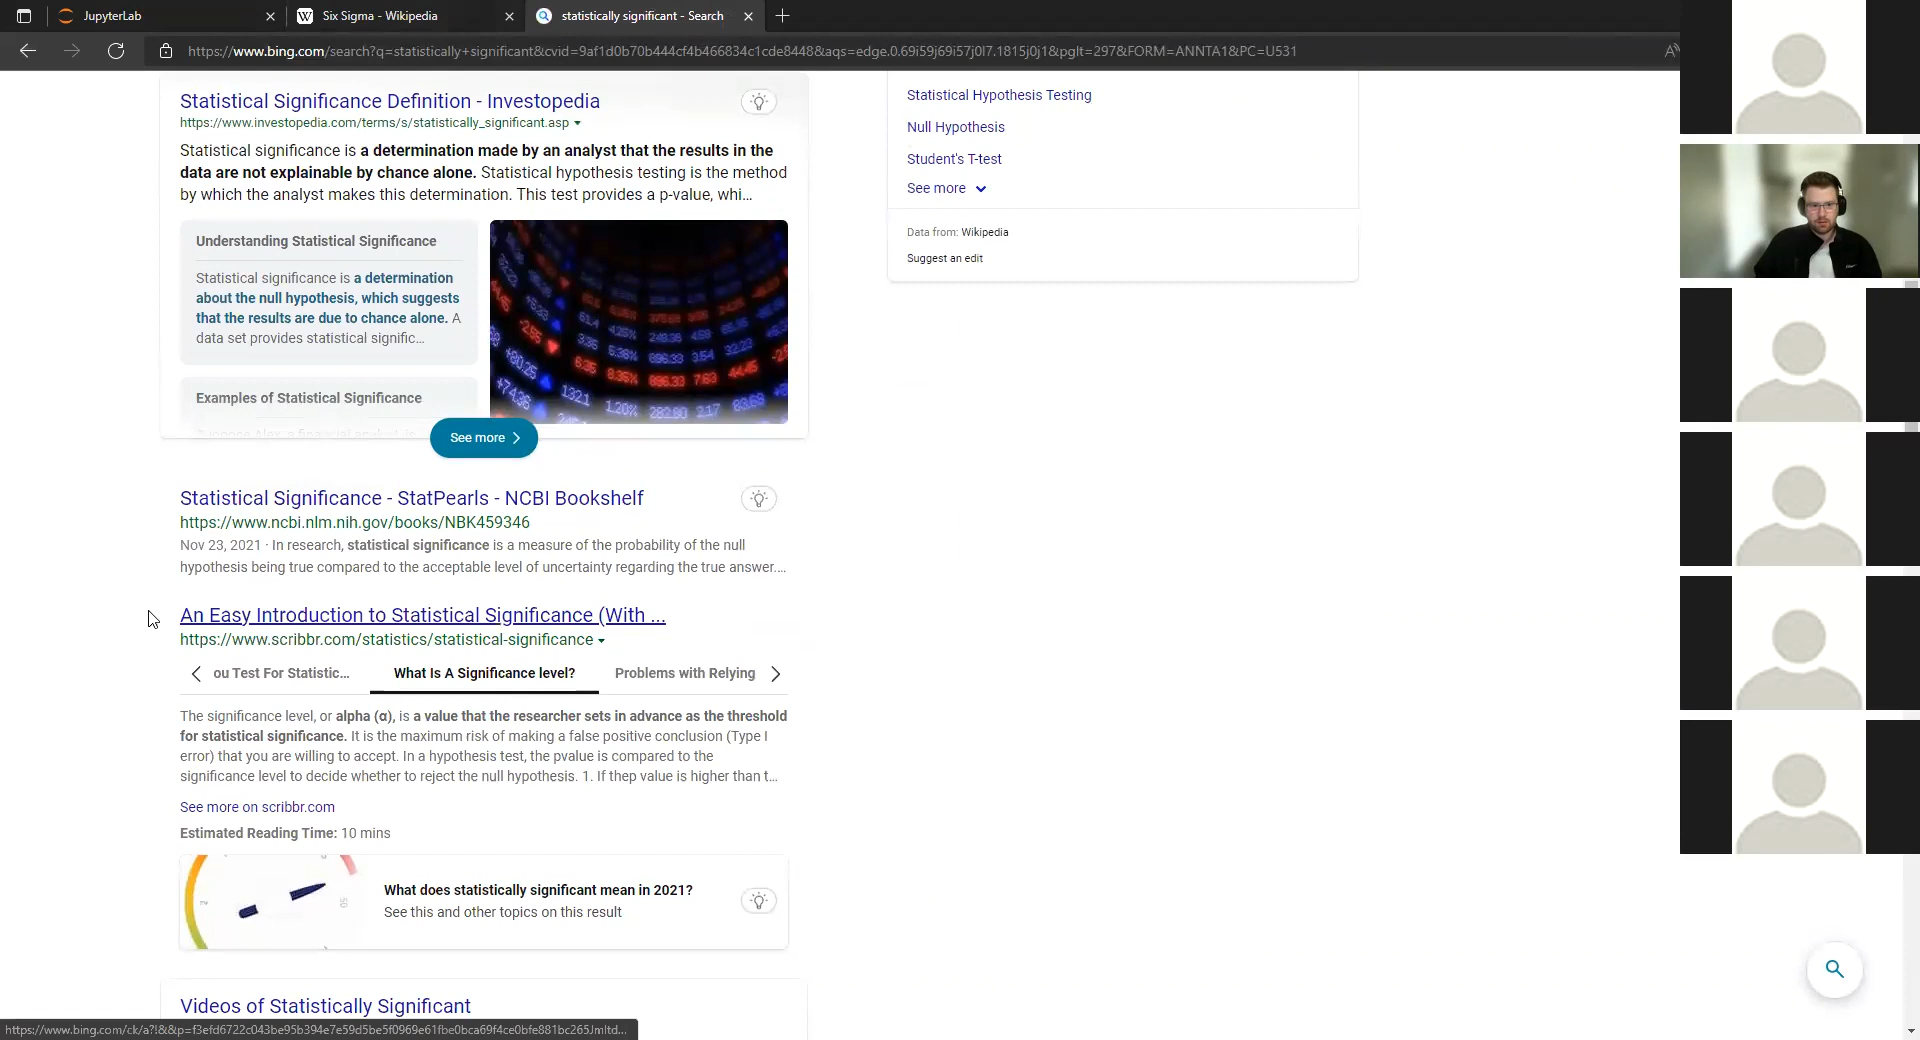 JupyterLab
Six Sigma - Wikipedia
statistically significant - Search
https://www.bing.com/search?q=statistically+significant&cvid=9af1d0b70b444cf4b466834c1cde8448&aqs=edge.0.69i59j69i57j0l7.1815j0j1&pglt=297&FORM=ANNTA1&PC=U531
Statistical Significance Definition - Investopedia
https://www.investopedia.com/terms/s/statistically_significant.asp
Statistical significance is a determination made by an analyst that the results in the
data are not explainable by chance alone. Statistical hypothesis testing is the method
by which the analyst makes this determination. This test provides a p-value, whi...
Understanding Statistical Significance
Statistical significance is a determination
about the null hypothesis, which suggests
that the results are due to chance alone. A
data set provides statistical signific...
Examples of Statistical Significance
See more
Statistical Significance - StatPearls - NCBI Bookshelf
https://www.ncbi.nlm.nih.gov/books/NBK459346
Nov 23, 2021 · In research, statistical significance is a measure of the probability of the null
hypothesis being true compared to the acceptable level of uncertainty regarding the true answer....
An Easy Introduction to Statistical Significance (With ...
https://www.scribbr.com/statistics/statistical-significance
ou Test For Statistic...
What Is A Significance level?
Problems with Relying
The significance level, or alpha (α), is a value that the researcher sets in advance as the threshold
for statistical significance. It is the maximum risk of making a false positive conclusion (Type I
error) that you are willing to accept. In a hypothesis test, the pvalue is compared to the
significance level to decide whether to reject the null hypothesis. 1. If thep value is higher than t...
See more on scribbr.com
Estimated Reading Time: 10 mins
What does statistically significant mean in 2021?
See this and other topics on this result
Videos of Statistically Significant
Statistical Hypothesis Testing
Null Hypothesis
Student's T-test
See more
Data from: Wikipedia
Suggest an edit